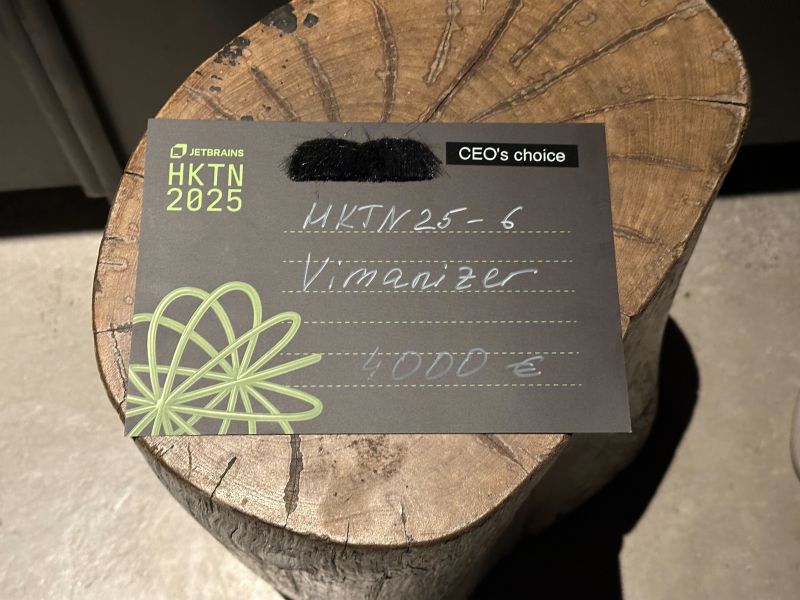 JETBRAINS
HKTN
2025
CEO's choice
HKTN25-6
Vimanizer
4000 €